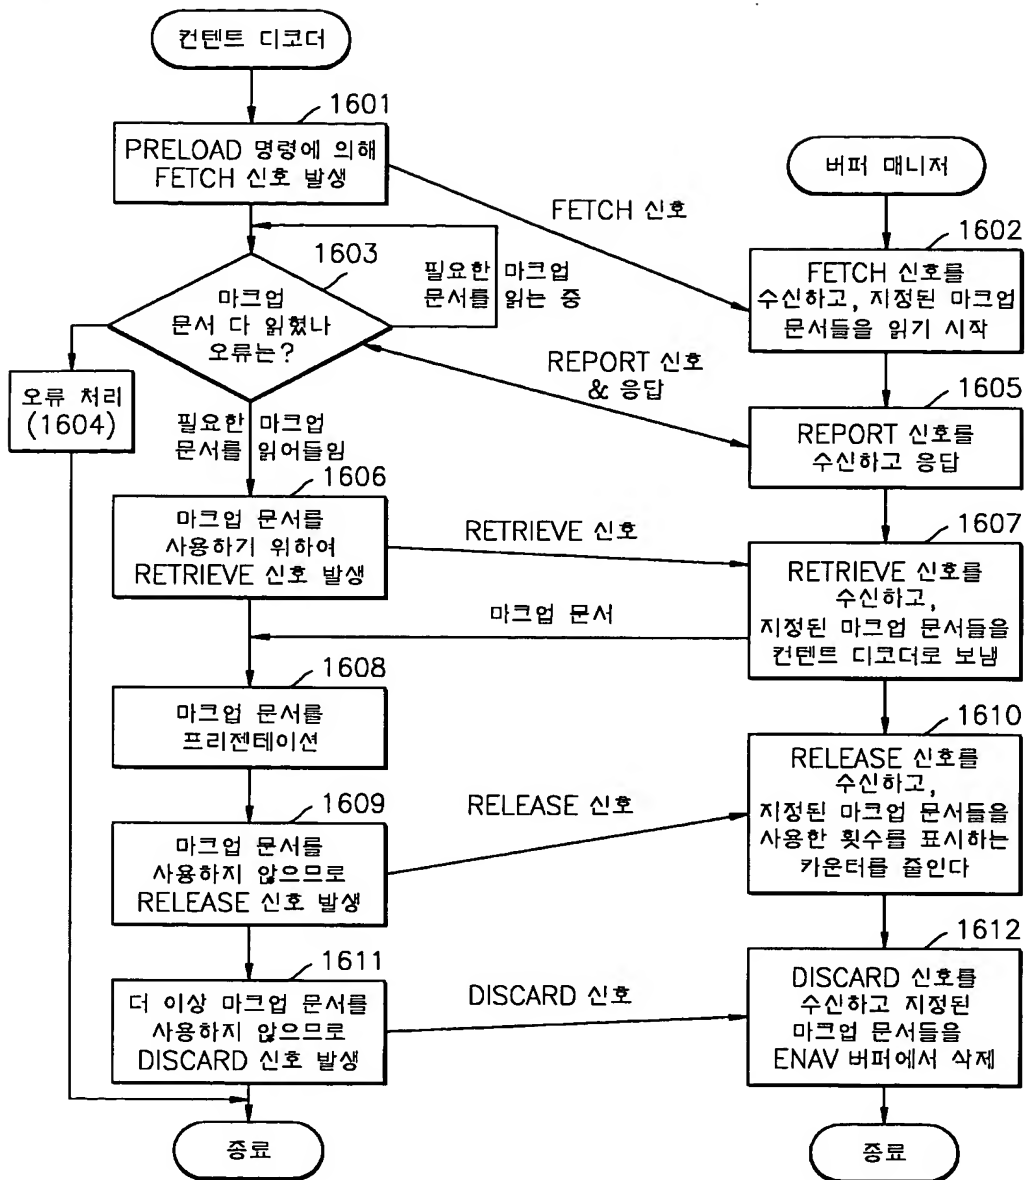 컨텐트 디코더
1601
PRELOAD 명령에 의해
FETCH 신호 발생
버퍼 매니저
FETCH 신호
1602
FETCH 신호를
수신하고, 지정된 마크업
문서들을 읽기 시작
1603
마크업
문서 다 읽혔나
오류는?
필요한 마크업
문서를 읽는 중
REPORT 신호
& 응답
오류 처리
(1604)
1605
REPORT 신호를
수신하고 응답
필요한 마크업
문서를 읽어들임
1606
마크업 문서를
사용하기 위하여
RETRIEVE 신호 발생
RETRIEVE 신호
1607
RETRIEVE 신호를
수신하고,
지정된 마크업 문서들을
컨텐트 디코더로 보냄
마크업 문서
1608
마크업 문서를
프리젠테이션
1610
RELEASE 신호를
수신하고,
지정된 마크업 문서들을
사용한 횟수를 표시하는
카운터를 줄인다
1609
마크업 문서를
사용하지 않으므로
RELEASE 신호 발생
RELEASE 신호
1611
더 이상 마크업 문서를
사용하지 않으므로
DISCARD 신호 발생
DISCARD 신호
1612
DISCARD 신호를
수신하고 지정된
마크업 문서들을
ENAV 버퍼에서 삭제
종료
종료